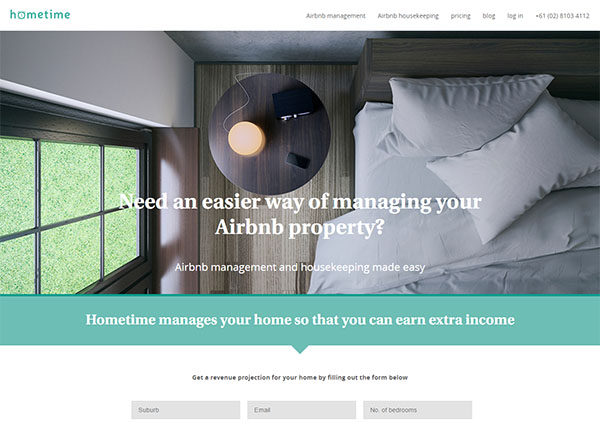 hometime
Airbnb management Airbnb housekeeping pricing blog log in +61 (02) 8103 4112
Need an easier way of managing your
Airbnb property?
Airbnb management and housekeeping made easy
Hometime manages your home so that you can earn extra income
Get a revenue projection for your home by filling out the form below
Suburb Email No of bedrooms